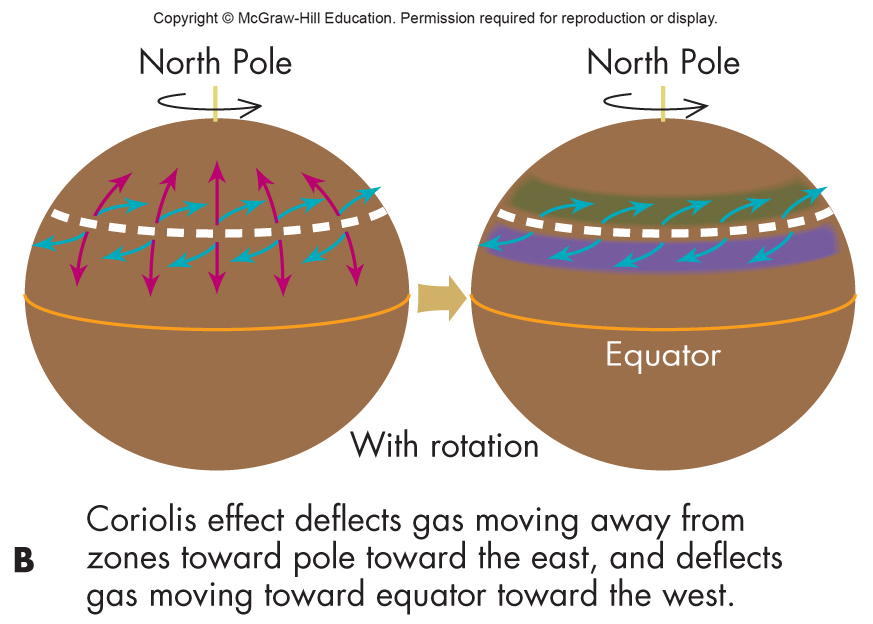 Copyright © McGraw-Hill Education. Permission required for reproduction or display.
North Pole
North Pole
Equator
With rotation
B
Coriolis effect deflects gas moving away from
zones toward pole toward the east, and deflects
gas moving toward equator toward the west.